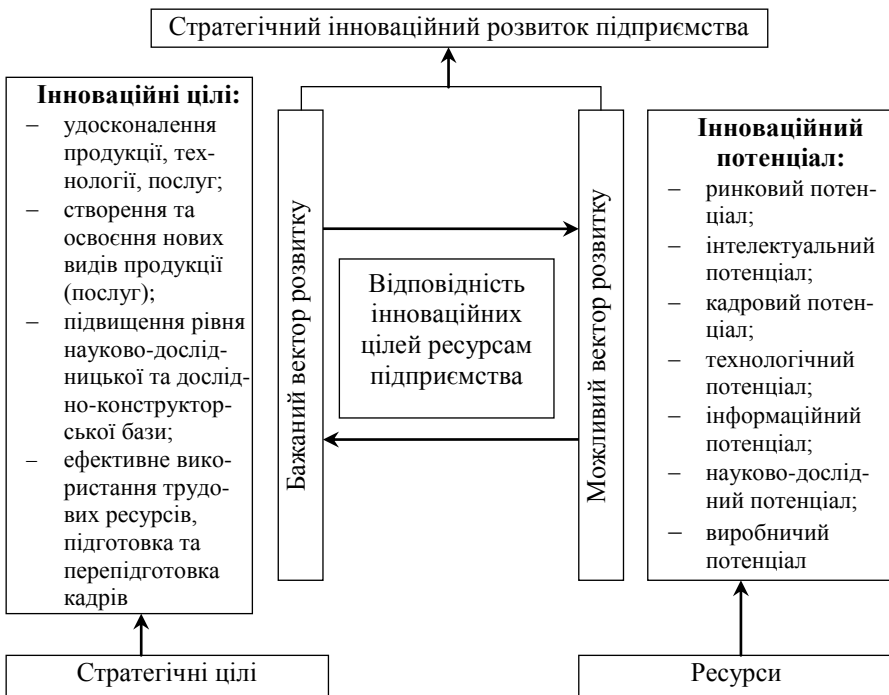 Стратегічний інноваційний розвиток підприємства
Інноваційні цілі:
– удосконалення
продукції, тех-
нології, послуг;
– створення та
освоєння нових
видів продукції
(послуг);
– підвищення рівня
науково-дослід-
ницької та дослід-
но-конструктор-
ської бази;
– ефективне вико-
ристання трудо-
вих ресурсів,
підготовка та
перепідготовка
кадрів
Бажаний вектор розвитку
Відповідність
інноваційних
цілей ресурсам
підприємства
Можливий вектор розвитку
Інноваційний
потенціал:
– ринковий потен-
ціал;
– інтелектуальний
потенціал;
– кадровий потен-
ціал;
– технологічний
потенціал;
– інформаційний
потенціал;
– науково-дослід-
ний потенціал;
– виробничий
потенціал
Стратегічні цілі
Ресурси